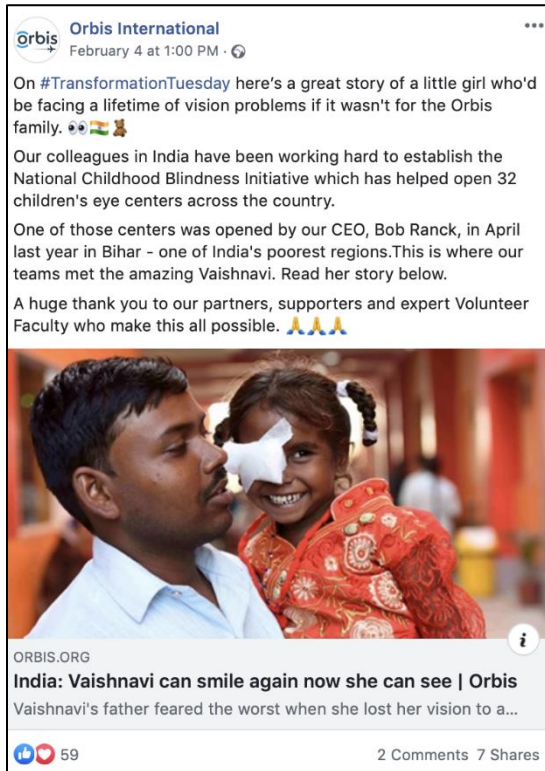 orbis
Orbis International
February 4 at 1:00 PM ·
On #TransformationTuesday here's a great story of a little girl who'd
be facing a lifetime of vision problems if it wasn't for the Orbis
family. 👀🇮🇳🧸
Our colleagues in India have been working hard to establish the
National Childhood Blindness Initiative which has helped open 32
children's eye centers across the country.
One of those centers was opened by our CEO, Bob Ranck, in April
last year in Bihar - one of India's poorest regions.This is where our
teams met the amazing Vaishnavi. Read her story below.
A huge thank you to our partners, supporters and expert Volunteer
Faculty who make this all possible. 🙏🙏🙏
i
ORBIS.ORG
India: Vaishnavi can smile again now she can see | Orbis
Vaishnavi's father feared the worst when she lost her vision to a...
59
2 Comments 7 Shares